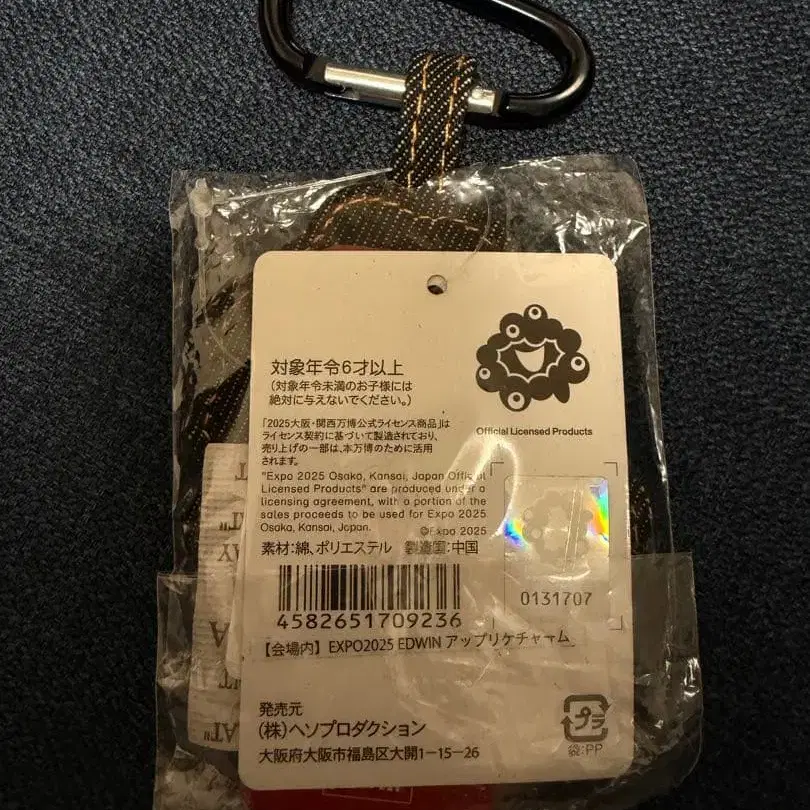 対象年令6才以上
(対象年令未満のお子様には
絶対に与えないでください。)
「2025大阪・関西万博公式ライセンス商品」は
ライセンス契約に基づいて製造されており、
売り上げの一部は、本万博のために活用
されます。
"Expo 2025 Osaka, Kansai, Japan Official
Licensed Products" are produced under a
licensing agreement, with a portion of the
sales proceeds to be used for Expo 2025
Osaka, Kansai, Japan.
©Expo 2025
Official Licensed Products
素材:綿、ポリエステル 製造国:中国
0131707
4582651709236
【会場内】EXPO2025 EDWIN アップリケチャーム
発売元
(株)ヘソプロダクション
大阪府大阪市福島区大開1-15-26
プラ
袋:PP